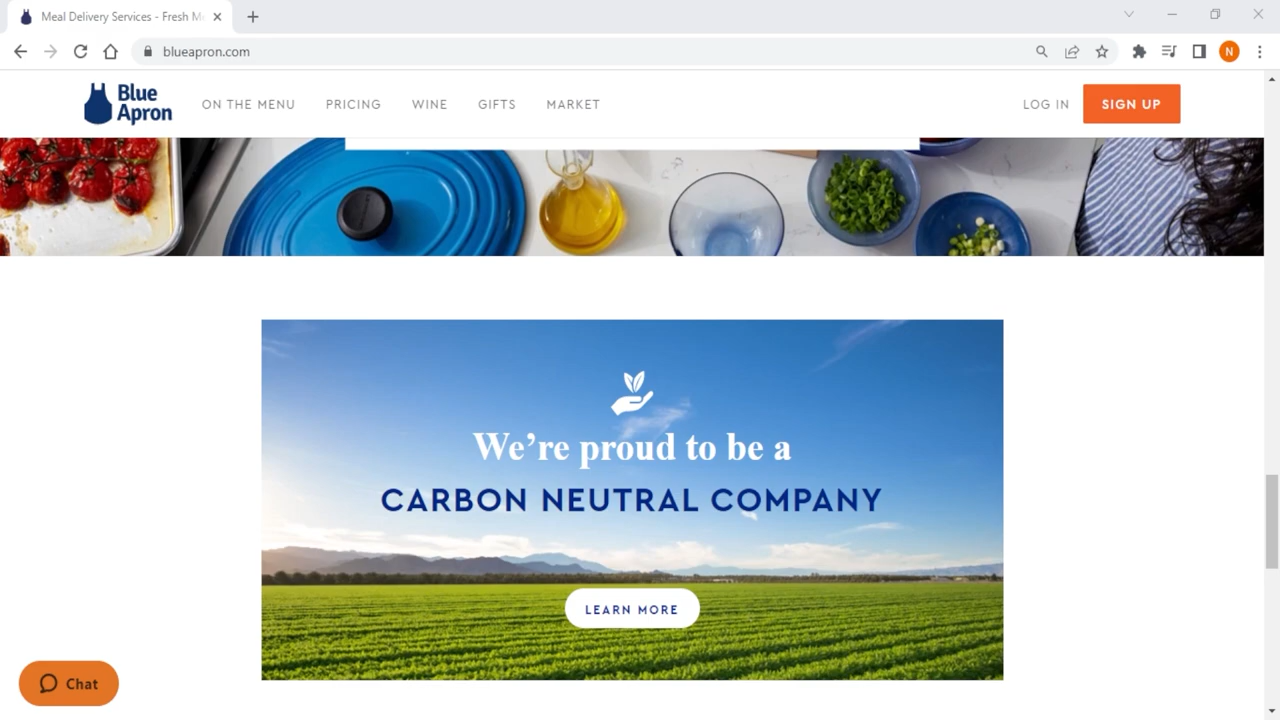 Meal Delivery Services - Fresh M
blueapron.com
N
Blue
Apron
ON THE MENU
PRICING
WINE
GIFTS
MARKET
LOG IN
SIGN UP
We're proud to be a
CARBON NEUTRAL COMPANY
LEARN MORE
Chat